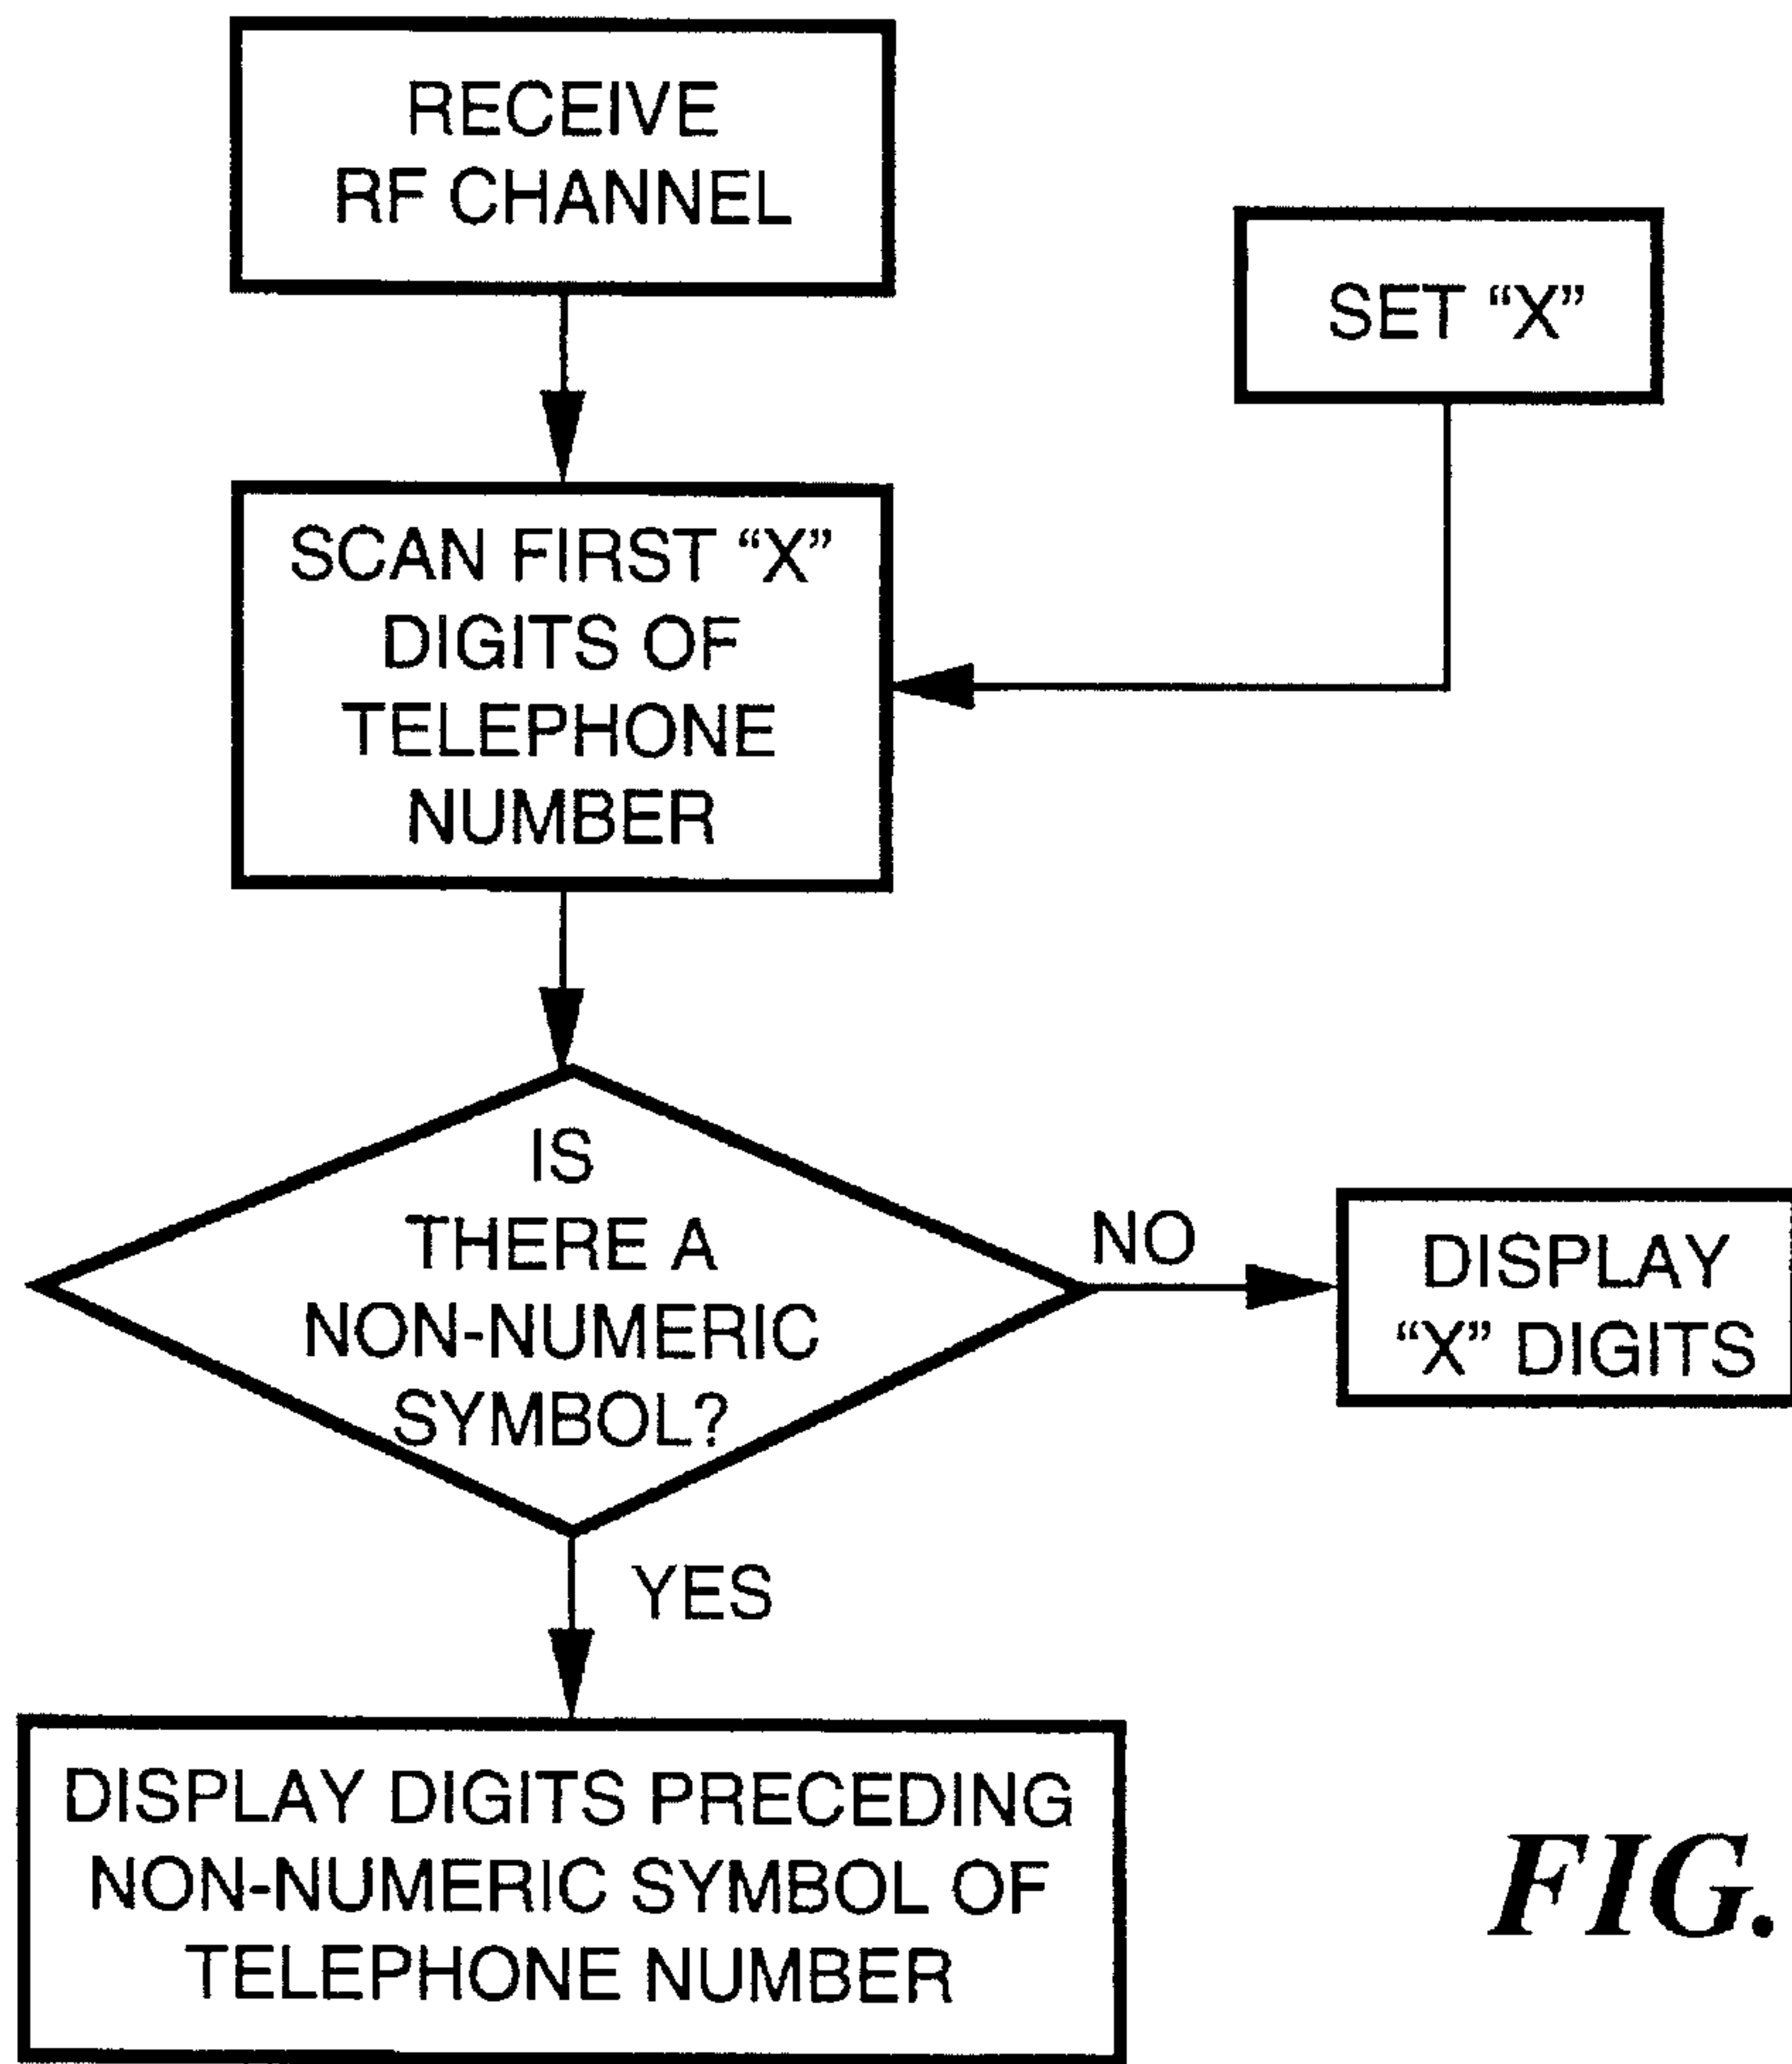 RECEIVE
RF CHANNEL
SET “X”
SCAN FIRST “X”
DIGITS OF
TELEPHONE
NUMBER
IS
THERE A
NON-NUMERIC
SYMBOL?
NO
DISPLAY
“X” DIGITS
YES
DISPLAY DIGITS PRECEDING
NON-NUMERIC SYMBOL OF
TELEPHONE NUMBER
FIG.